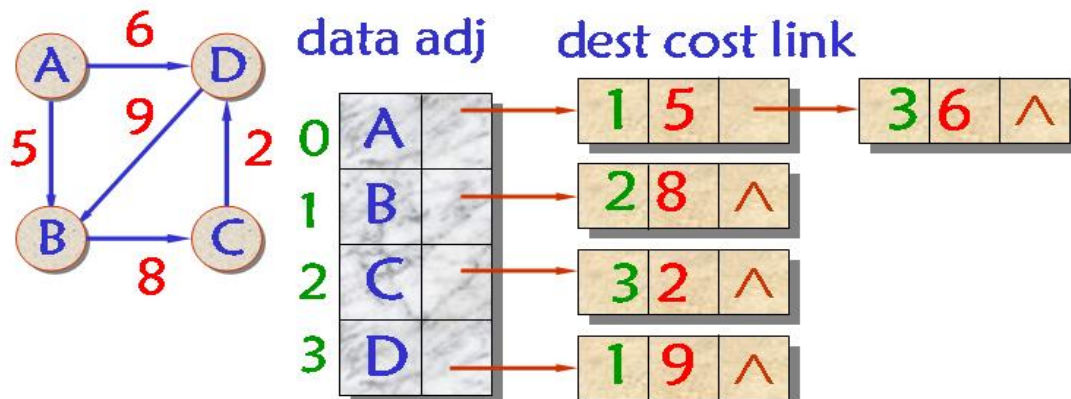 6
A D
data adj dest cost link
5 9 2
B C
8
0 A 1 5 3 6 ∧
1 B 2 8 ∧
2 C 3 2 ∧
3 D 1 9 ∧